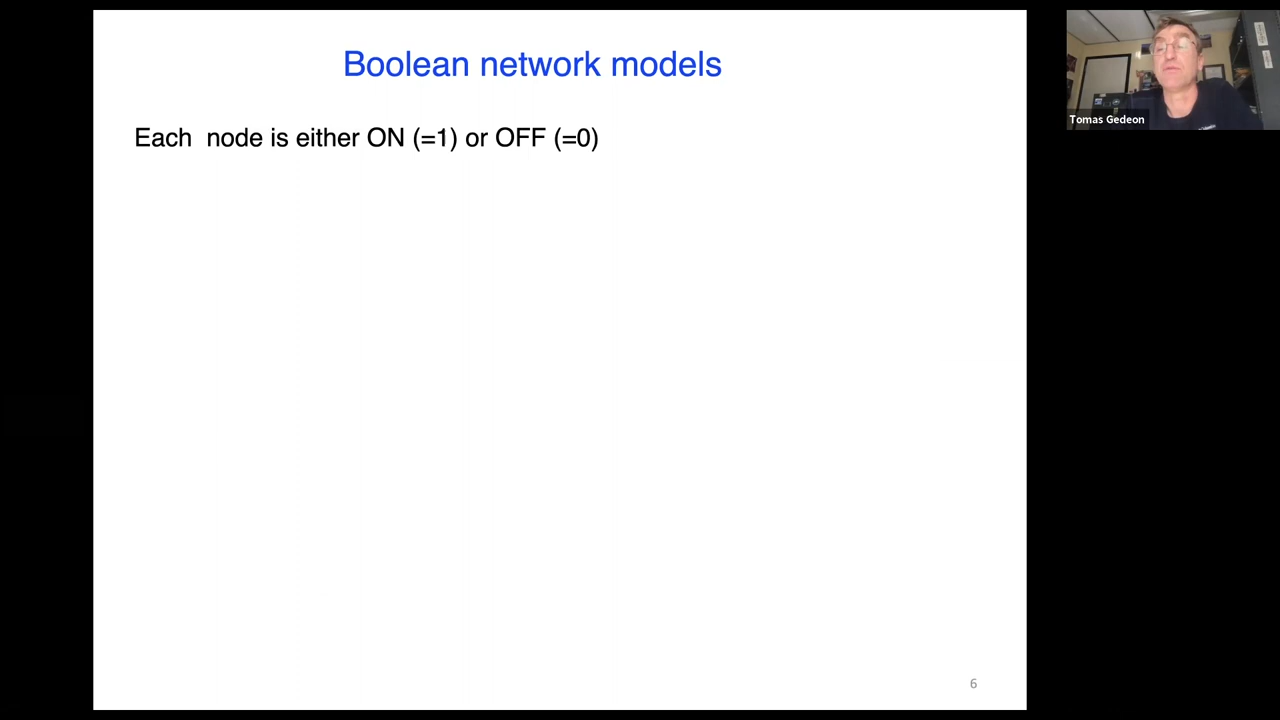 Boolean network models
Each node is either ON (=1) or OFF (=0)
6
Tomas Gedeon